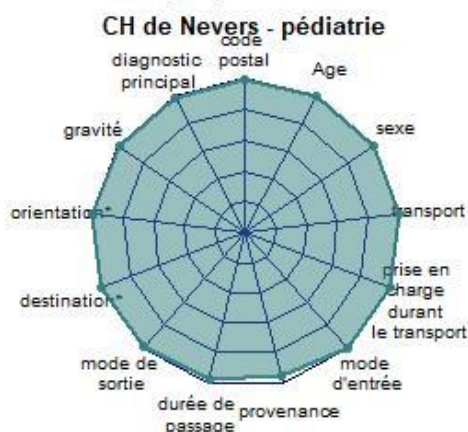 CH de Nevers - pédiatrie
code
postal
Age
sexe
transport
prise en
charge
durant
le transport
mode
d'entrée
provenance
durée de
passage
mode de
sortie
destination*
orientation*
gravité
diagnostic
principal